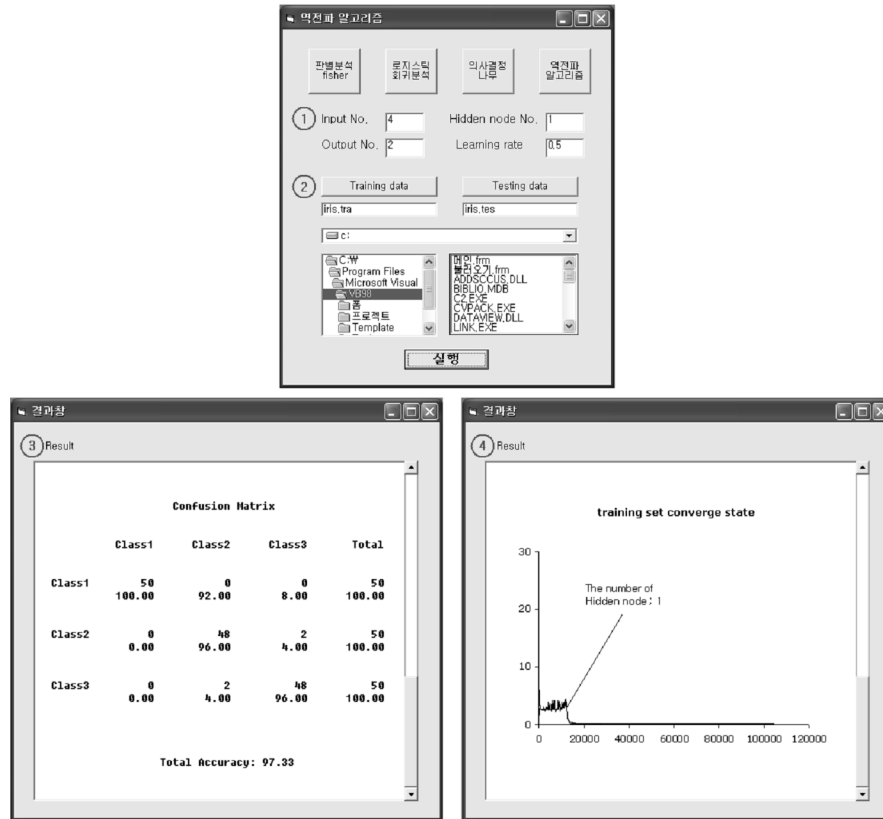 역전파 알고리즘
판별분석 fisher
로지스틱 회귀분석
의사결정 나무
역전파 알고리즘
1 Input No, 4 Hidden node No, 1
Output No, 2 Learning rate 0,5
2 Training data Testing data
iris,tra iris,tes
c:
C:₩
Program Files
Microsoft Visual
VB98
폼
프로젝트
Template
메인,frm
불러오기,frm
ADDSCCUS,DLL
BIBLIO,MDB
C2,EXE
CVPACK,EXE
DATAVIEW,DLL
LINK,EXE
실행
결과창
3 Result
Confusion Matrix
Class1 Class2 Class3 Total
Class1 50 0 0 50
100.00 92.00 8.00 100.00
Class2 0 48 2 50
0.00 96.00 4.00 100.00
Class3 0 2 48 50
0.00 4.00 96.00 100.00
Total Accuracy: 97.33
결과창
4 Result
training set converge state
30
20
10
0
The number of
Hidden node : 1
0 20000 40000 60000 80000 100000 120000